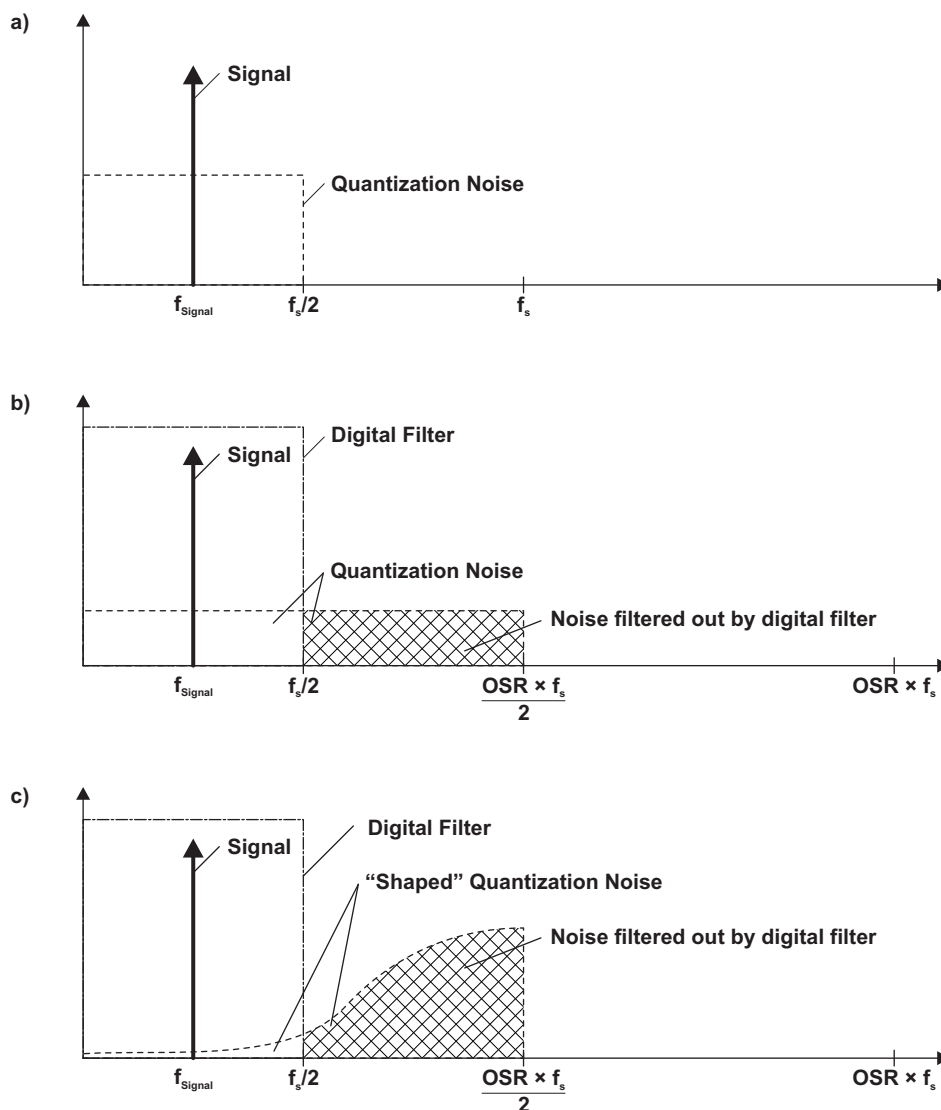 a)
Signal
Quantization Noise
fSignal fs/2 fs
b)
Digital Filter
Signal
Quantization Noise
Noise filtered out by digital filter
fSignal fs/2 OSR × fs OSR × fs
2
c)
Digital Filter
Signal
“Shaped” Quantization Noise
Noise filtered out by digital filter
fSignal fs/2 OSR × fs OSR × fs
2